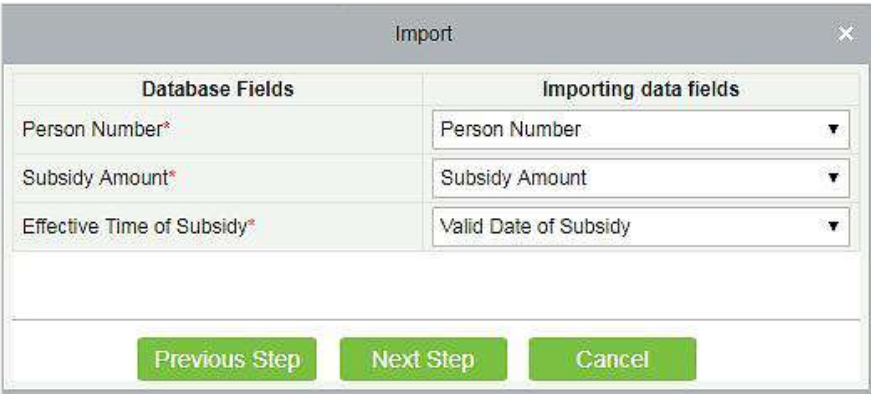 Import
Database Fields Importing data fields
Person Number* Person Number
Subsidy Amount* Subsidy Amount
Effective Time of Subsidy* Valid Date of Subsidy
Previous Step Next Step Cancel